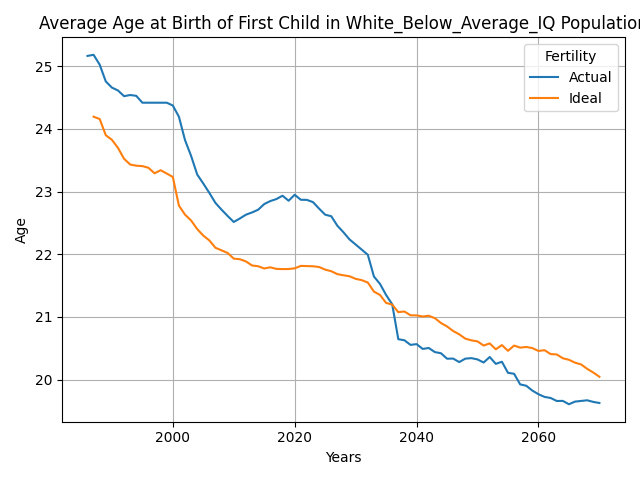 Average Age at Birth of First Child in White_Below_Average_IQ Population
Fertility
Actual
Ideal
25
24
23
22
21
20
Age
2000
2020
2040
2060
Years